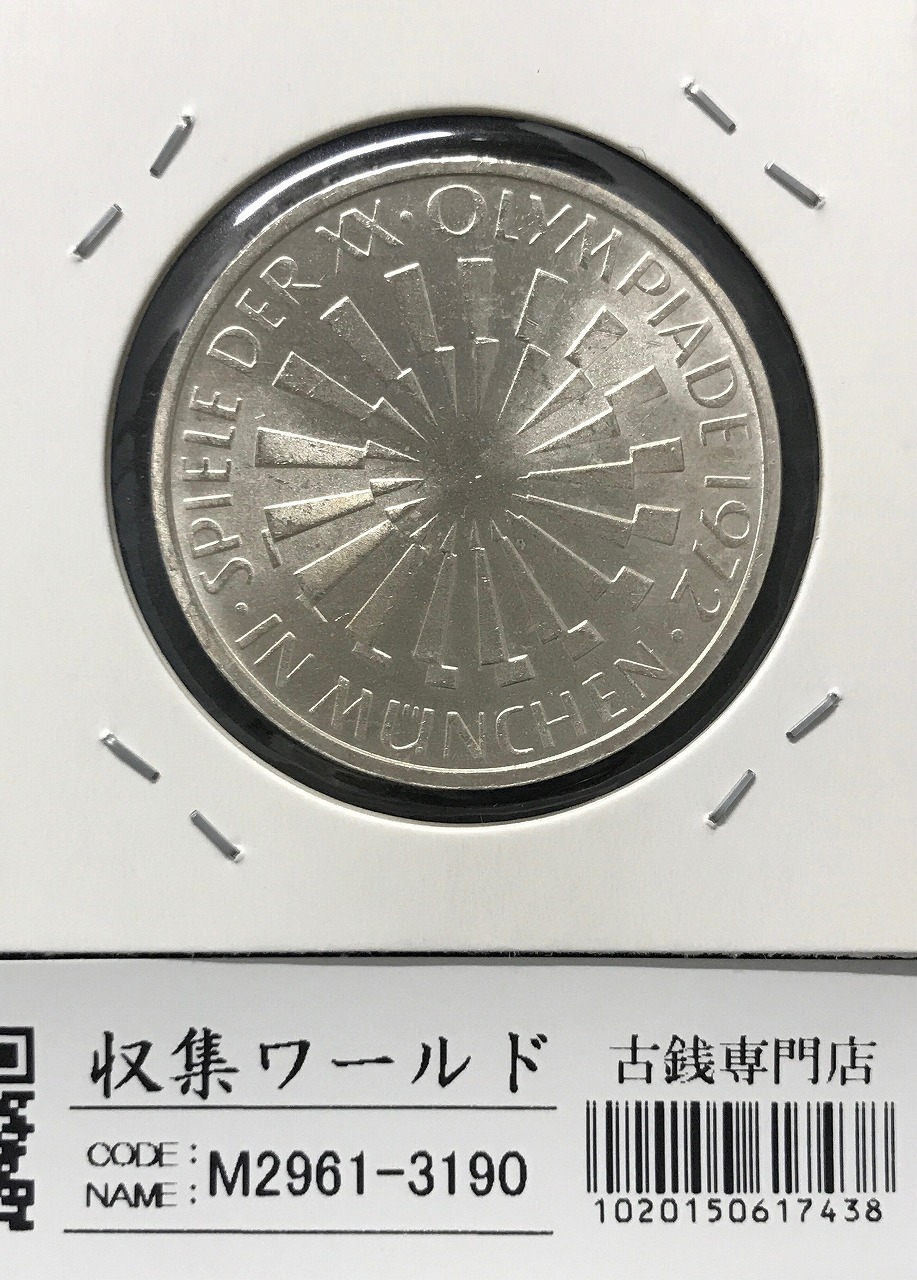 SPIELE DER XX. OLYMPIADE 1972 · IN MÜNCHEN ·
収集ワールド
古銭専門店
CODE :
NAME :
M2961-3190
1020150617438